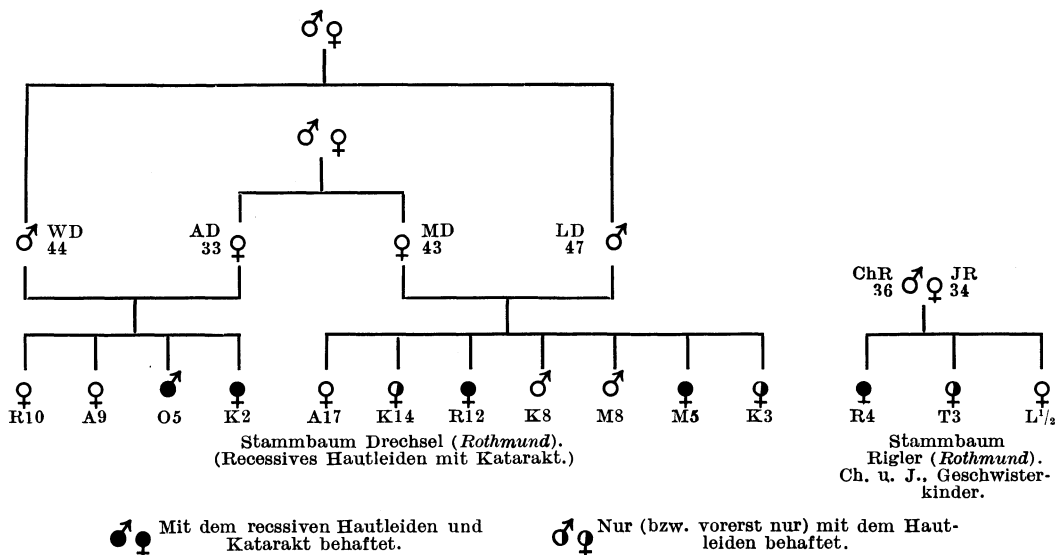 WD AD MD LD
44 33 43 47
ChR JR
36 34
R10 A9 O5 K2 A17 K14 R12 K8 M8 M5 K3 R4 T3 L½
Stammbaum Drechsel (Rothmund).
(Recessives Hautleiden mit Katarakt.)
Stammbaum
Rigler (Rothmund).
Ch. u. J., Geschwister-
kinder.
Mit dem recssiven Hautleiden und
Katarakt behaftet.
Nur (bzw. vorerst nur) mit dem Haut-
leiden behaftet.